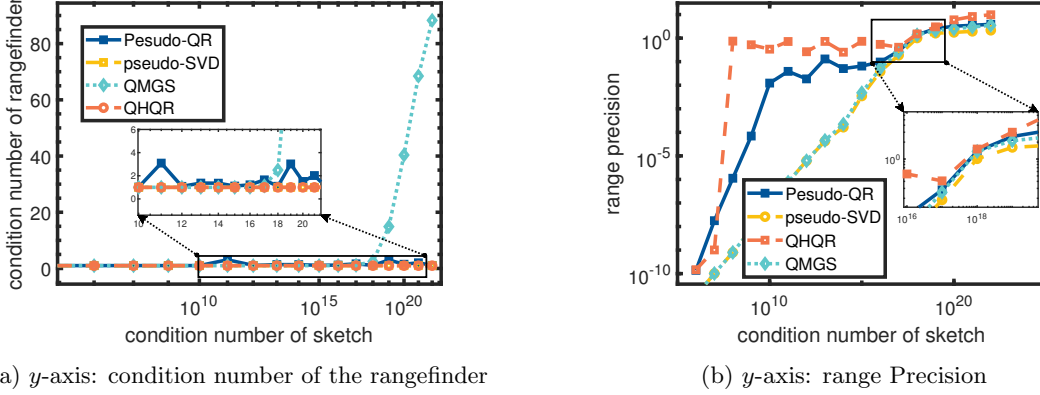 condition number of rangefinder
80
60
40
20
0
Pesudo-QR
pseudo-SVD
QMGS
QHQR
6
4
2
0
10 12 14 16 18 20
10^10 10^15 10^20
condition number of sketch
a) y-axis: condition number of the rangefinder
range precision
10^0
10^-5
10^-10
Pesudo-QR
pseudo-SVD
QHQR
QMGS
10^0
10^16 10^18
10^10 10^20
condition number of sketch
(b) y-axis: range Precision